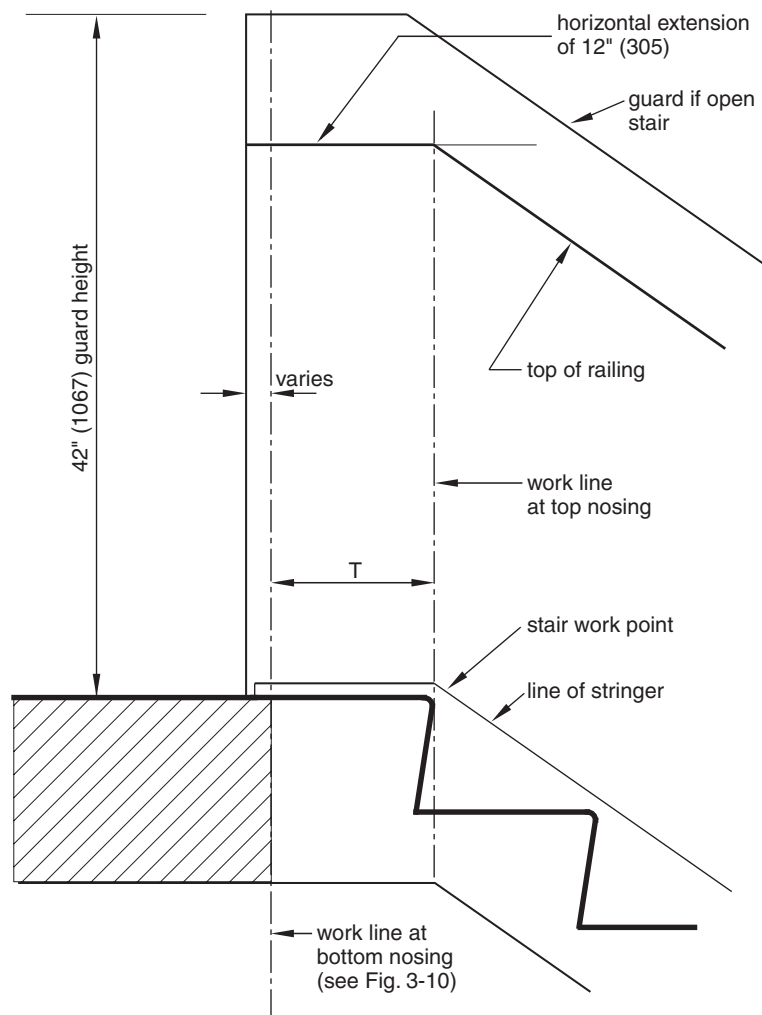 horizontal extension
of 12" (305)
guard if open
stair
42" (1067) guard height
top of railing
varies
work line
at top nosing
T
stair work point
line of stringer
work line at
bottom nosing
(see Fig. 3-10)